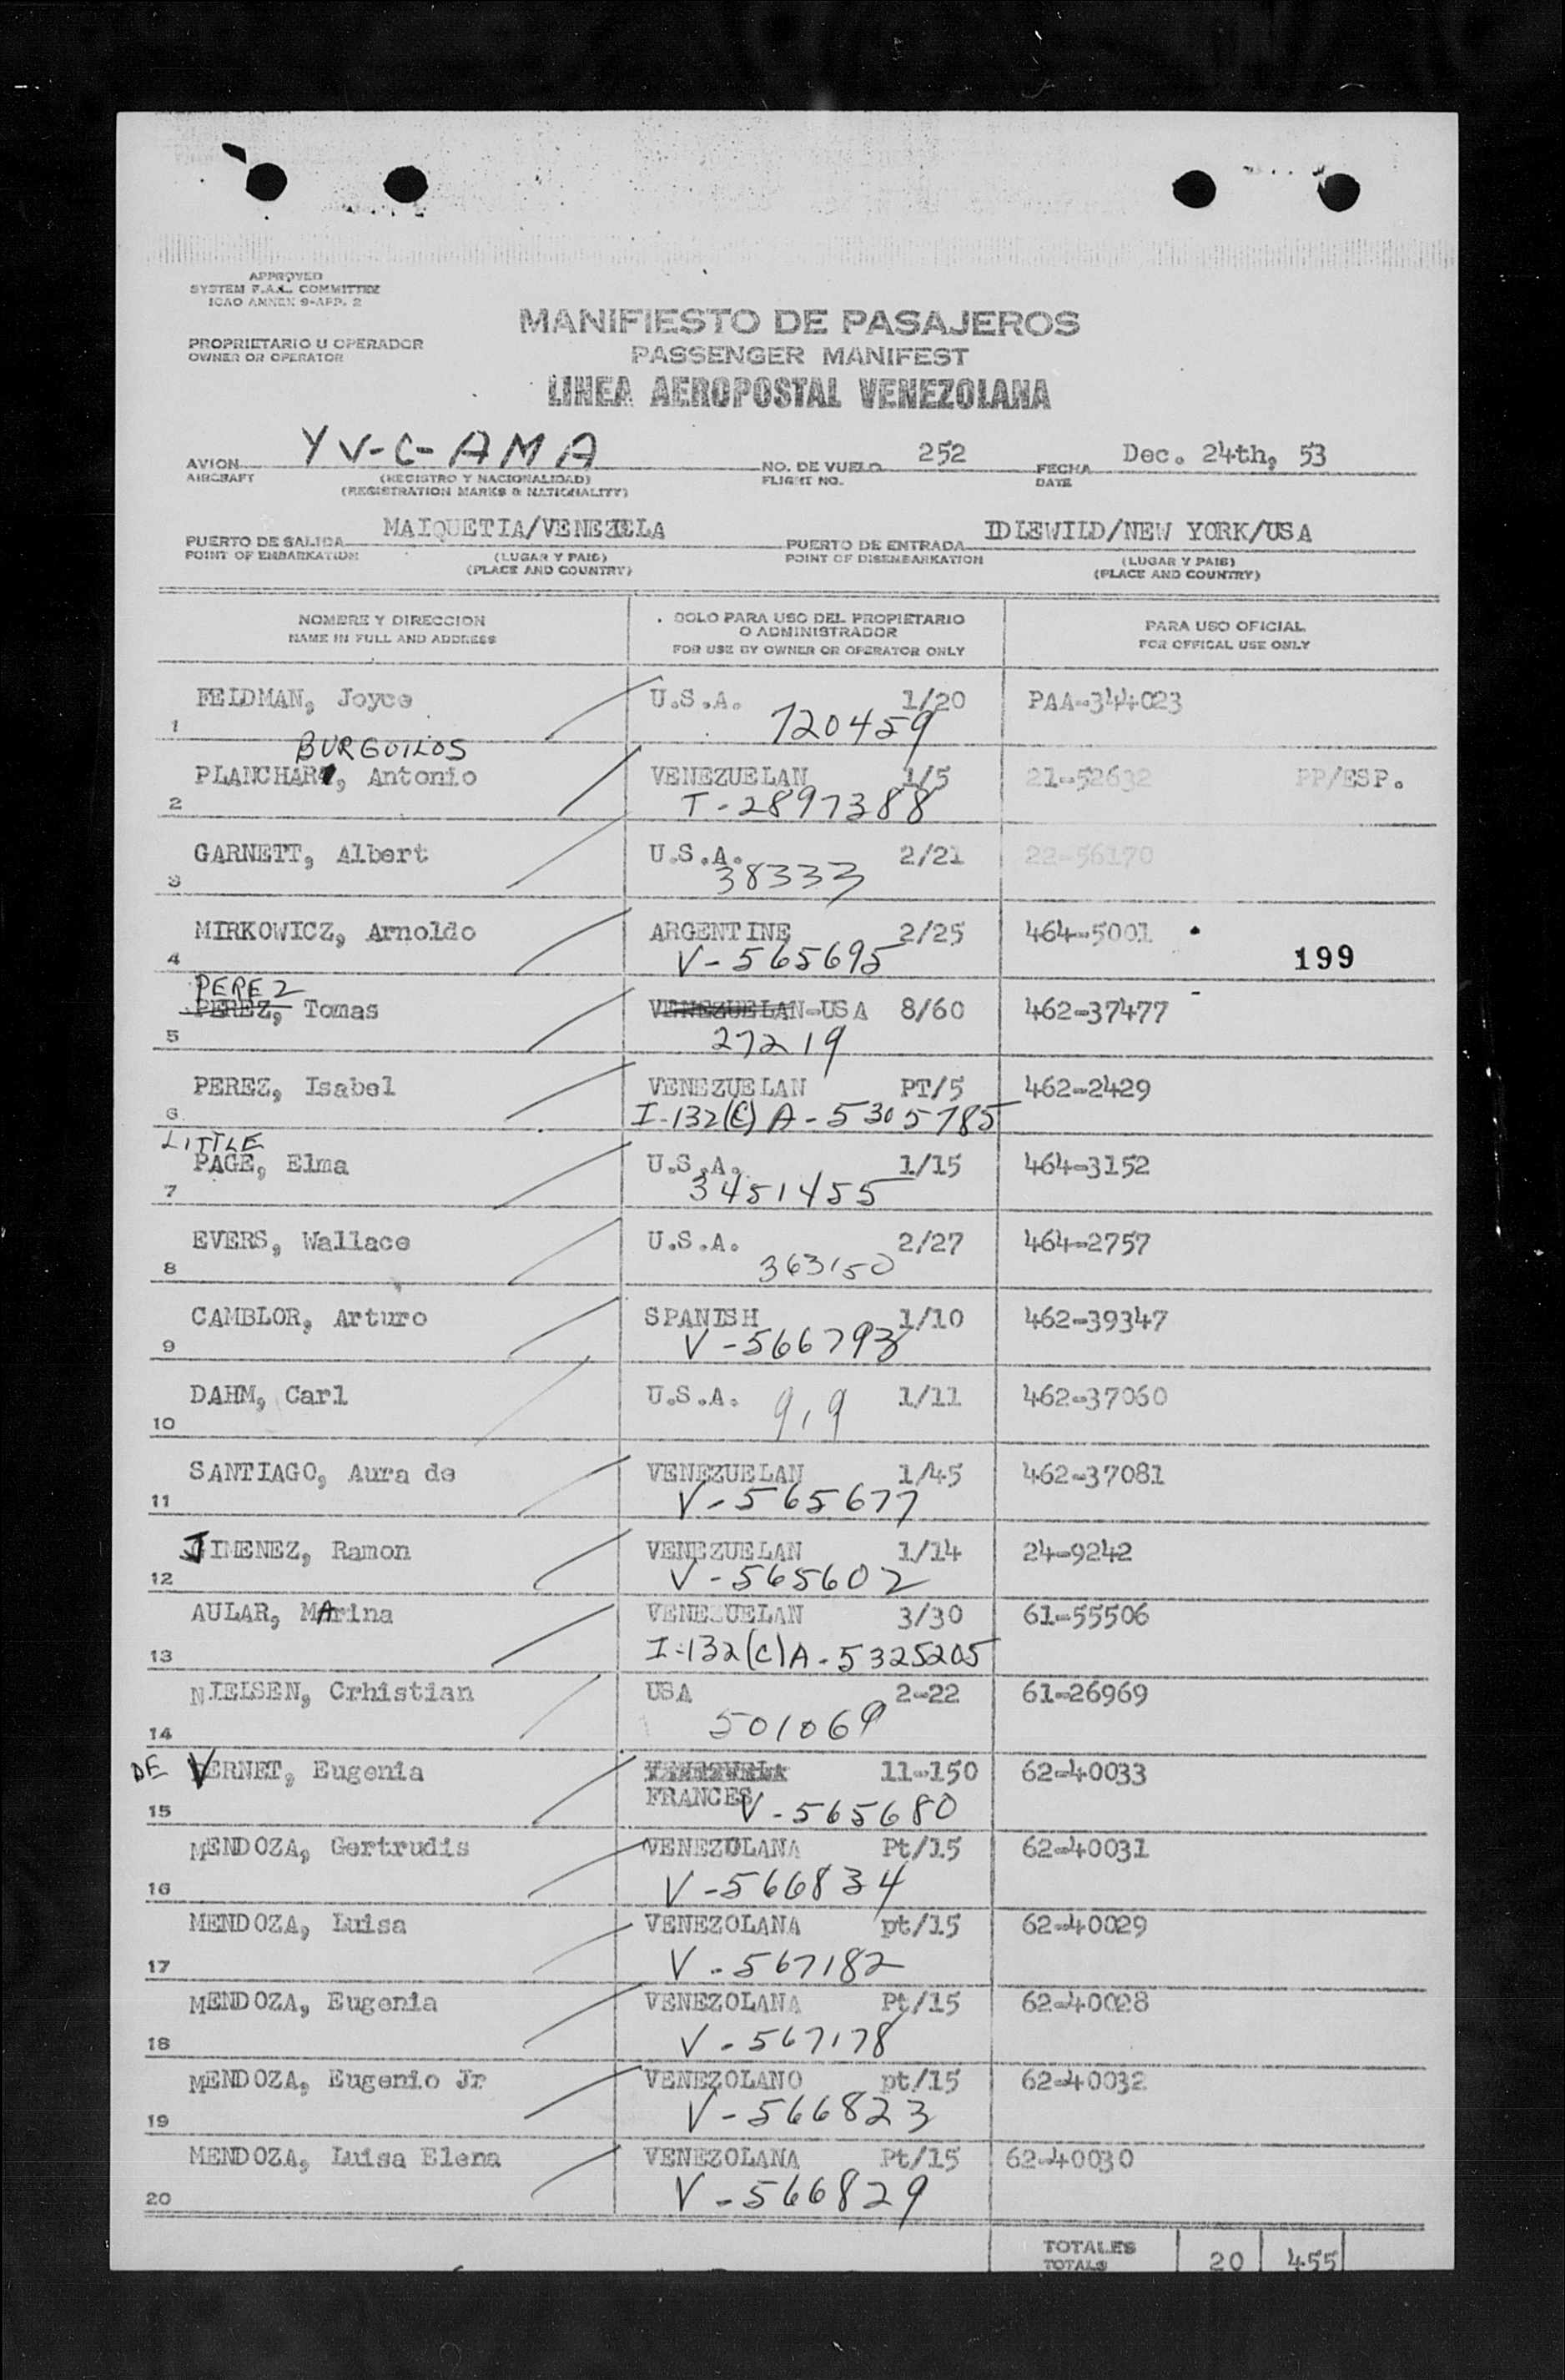 APPROVED
SYSTEM F.A.L. COMMITTEE
ICAO ANNEX 9-APP. 2
MANIFIESTO DE PASAJEROS
PROPRIETARIO U OPERADOR
OWNER OR OPERATOR
PASSENGER MANIFEST
LINEA AEROPOSTAL VENEZOLANA
AVION YV-C-AMA NO. DE VUELO 252 FECHA Dec. 24th, 53
AIRCRAFT (REGISTRO Y NACIONALIDAD) FLIGHT NO. DATE
(REGISTRATION MARKS & NATIONALITY)
PUERTO DE SALIDA MAIQUETIA/VENEZELA PUERTO DE ENTRADA IDLEWILD/NEW YORK/USA
POINT OF EMBARKATION (LUGAR Y PAIS) POINT OF DISEMBARKATION (LUGAR Y PAIS)
(PLACE AND COUNTRY) (PLACE AND COUNTRY)
NOMBRE Y DIRECCION SOLO PARA USO DEL PROPIETARIO O ADMINISTRADOR PARA USO OFICIAL
NAME IN FULL AND ADDRESS FOR USE BY OWNER OR OPERATOR ONLY FOR OFFICAL USE ONLY
FELDMAN, Joyce U.S.A. 1/20 PAA-344023
1 720459
BURGUILOS
PLANCHART, Antonio VENEZUELAN 1/5 21-52632 PP/ESP.
2 T-2897388
GARNETT, Albert U.S.A. 2/21 22-56170
3 38333
MIRKOWICZ, Arnoldo ARGENTINE 2/25 464-5001
4 V-565695 199
PEREZ
PEREZ, Tomas VENEZUELAN-USA 8/60 462-37477
5 27219
PEREZ, Isabel VENEZUELAN PT/5 462-2429
6 I-132(C) A-5305785
LITTLE
PAGE, Elma U.S.A. 1/15 464-3152
7 3451455
EVERS, Wallace U.S.A. 2/27 464-2757
8 363150
CAMBLOR, Arturo SPANISH 1/10 462-39347
9 V-566793
DAHM, Carl U.S.A. 919 1/11 462-37060
10
SANTIAGO, Aura de VENEZUELAN 1/45 462-37081
11 V-565677
JIMENEZ, Ramon VENEZUELAN 1/14 24-9242
12 V-565602
AULAR, MArina VENEZUELAN 3/30 61-55506
13 I-132(C)A-5325205
NIELSEN, Crhistian USA 2-22 61-26969
14 501069
DE VERNET, Eugenia 11-150 62-40033
15 FRANCES V-565680
MENDOZA, Gertrudis VENEZOLANA Pt/15 62-40031
16 V-566834
MENDOZA, Luisa VENEZOLANA pt/15 62-40029
17 V-567182
MENDOZA, Eugenia VENEZOLANA Pt/15 62-40028
18 V-567178
MENDOZA, Eugenio Jr VENEZOLANO pt/15 62-40032
19 V-566823
MENDOZA, Luisa Elena VENEZOLANA Pt/15 62-40030
20 V-566829
TOTALES
TOTALS 20 455